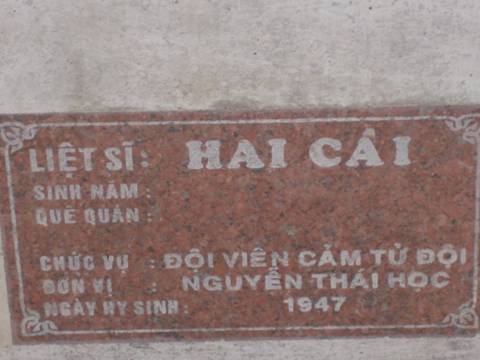 LIỆT SĨ: HAI CẢI
SINH NĂM :
QUÊ QUÁN :
CHỨC VỤ : ĐỘI VIÊN CẢM TỬ ĐỘI
ĐƠN VỊ : NGUYỄN THÁI HỌC
NGÀY HY SINH : 1947